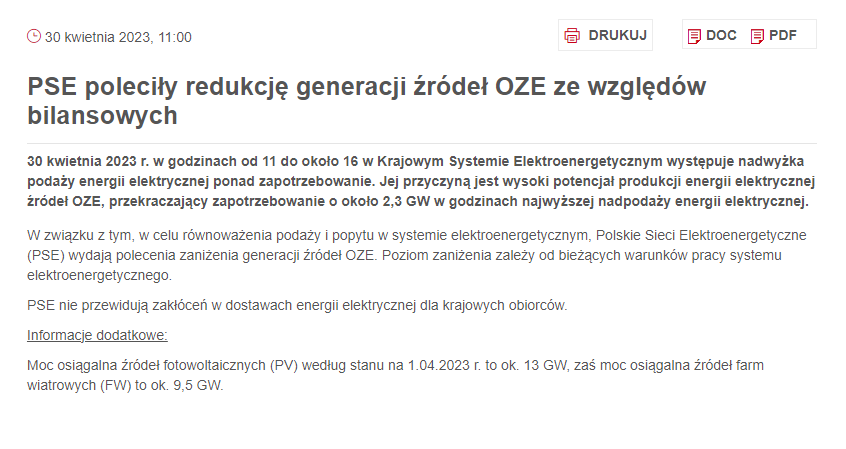 30 kwietnia 2023, 11:00
DRUKUJ
DOC
PDF
PSE poleciły redukcję generacji źródeł OZE ze względów
bilansowych
30 kwietnia 2023 r. w godzinach od 11 do około 16 w Krajowym Systemie Elektroenergetycznym występuje nadwyżka
podaży energii elektrycznej ponad zapotrzebowanie. Jej przyczyną jest wysoki potencjał produkcji energii elektrycznej
źródeł OZE, przekraczający zapotrzebowanie o około 2,3 GW w godzinach najwyższej nadpodaży energii elektrycznej.
W związku z tym, w celu równoważenia podaży i popytu w systemie elektroenergetycznym, Polskie Sieci Elektroenergetyczne
(PSE) wydają polecenia zaniżenia generacji źródeł OZE. Poziom zaniżenia zależy od bieżących warunków pracy systemu
elektroenergetycznego.
PSE nie przewidują zakłóceń w dostawach energii elektrycznej dla krajowych obiorców.
Informacje dodatkowe:
Moc osiągalna źródeł fotowoltaicznych (PV) według stanu na 1.04.2023 r. to ok. 13 GW, zaś moc osiągalna źródeł farm
wiatrowych (FW) to ok. 9,5 GW.